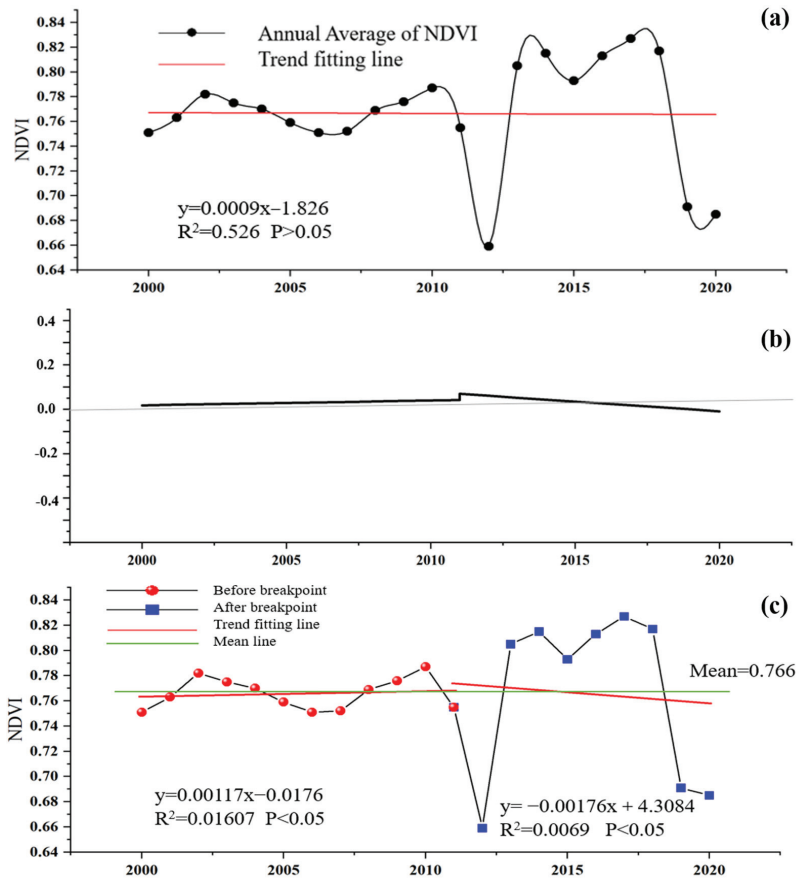 (a)
Annual Average of NDVI
Trend fitting line
0.84
0.82
0.80
0.78
0.76
0.74
0.72
0.70
0.68
0.66
0.64
NDVI
y=0.0009x−1.826
R²=0.526 P>0.05
2000 2005 2010 2015 2020
(b)
0.4
0.2
0.0
-0.2
-0.4
2000 2005 2010 2015 2020
(c)
Before breakpoint
After breakpoint
Trend fitting line
Mean line
0.84
0.82
0.80
0.78
0.76
0.74
0.72
0.70
0.68
0.66
0.64
NDVI
Mean=0.766
y=0.00117x−0.0176
R²=0.01607 P<0.05
y= −0.00176x + 4.3084
R²=0.0069 P<0.05
2000 2005 2010 2015 2020